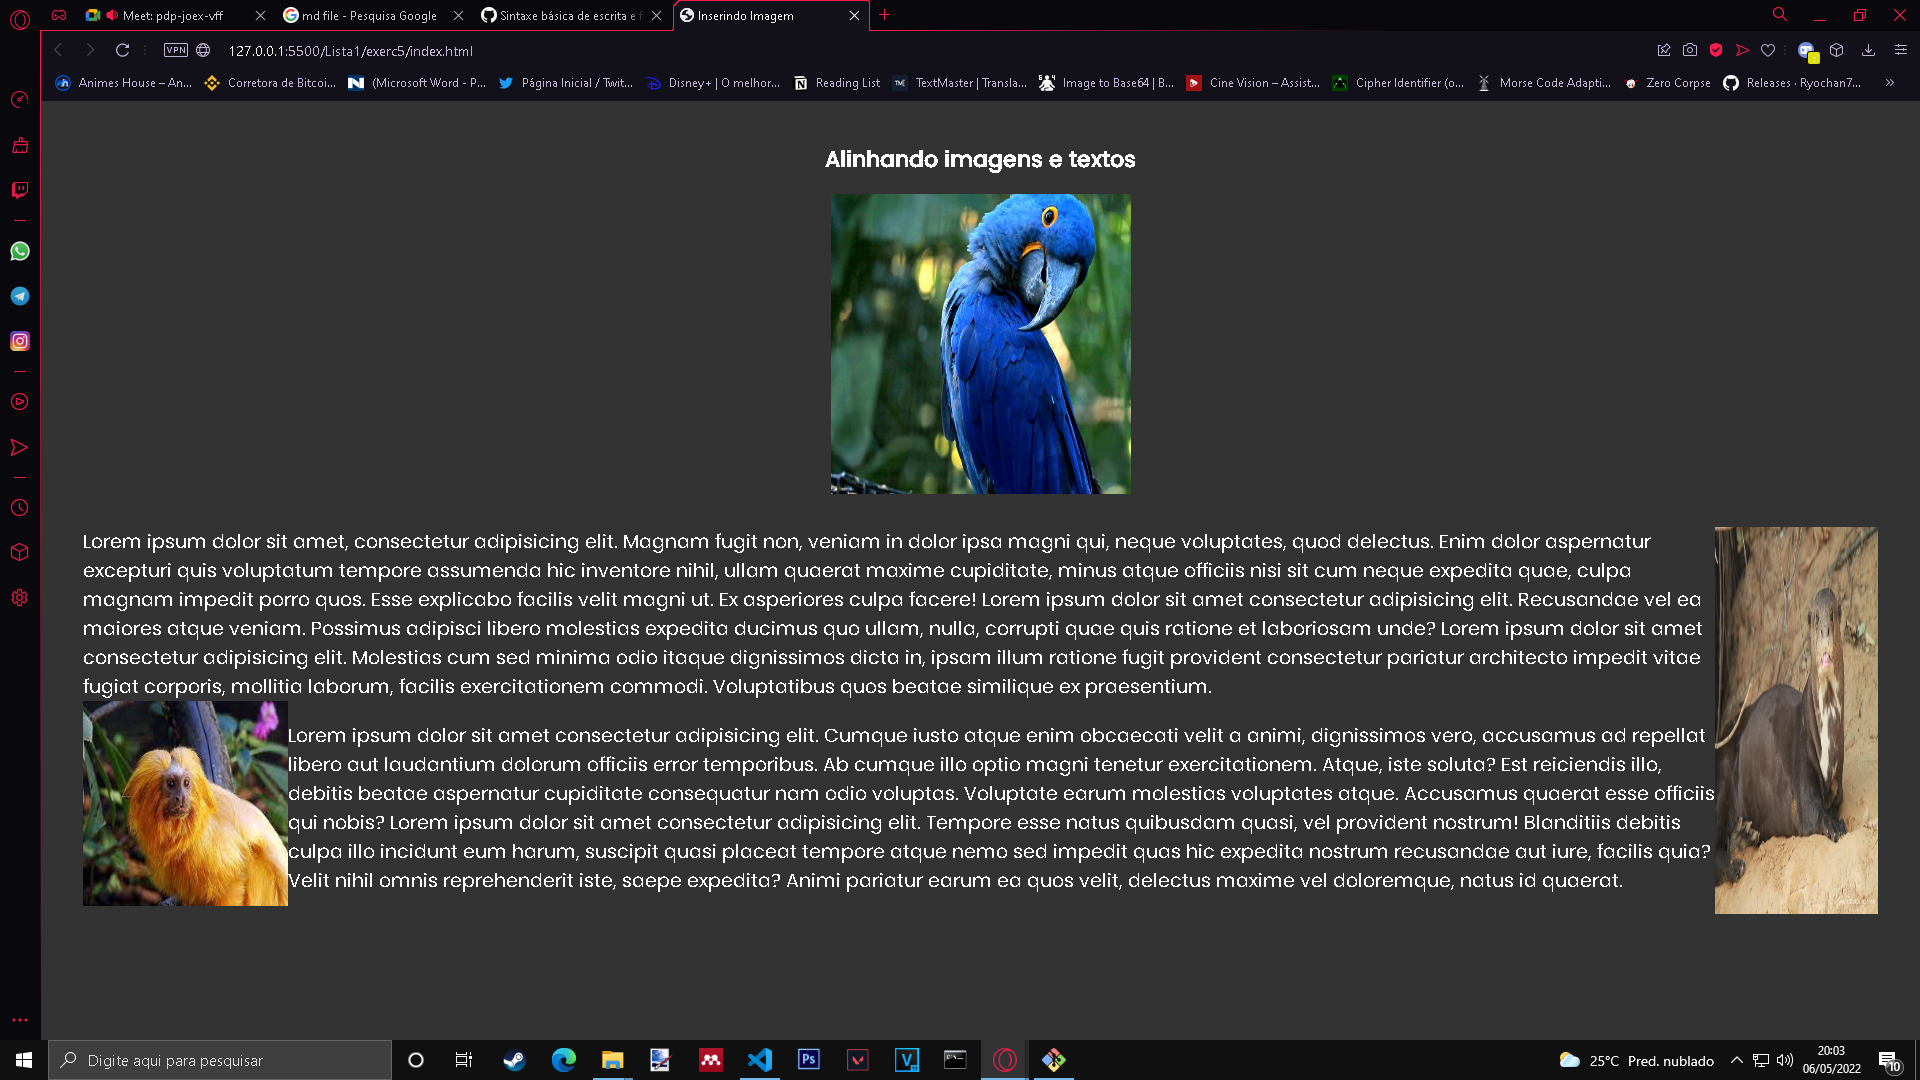 Meet: pdp-joex-vff
md file - Pesquisa Google
Sintaxe básica de escrita e f
Inserindo Imagem
VPN
127.0.0.1:5500/Lista1/exerc5/index.html
Animes House – An...
Corretora de Bitcoi...
(Microsoft Word - P...
Página Inicial / Twit...
Disney+ | O melhor...
Reading List
TextMaster | Transla...
Image to Base64 | B...
Cine Vision – Assist...
Cipher Identifier (o...
Morse Code Adapti...
Zero Corpse
Releases · Ryochan7...
Alinhando imagens e textos
Lorem ipsum dolor sit amet, consectetur adipisicing elit. Magnam fugit non, veniam in dolor ipsa magni qui, neque voluptates, quod delectus. Enim dolor aspernatur
excepturi quis voluptatum tempore assumenda hic inventore nihil, ullam quaerat maxime cupiditate, minus atque officiis nisi sit cum neque expedita quae, culpa
magnam impedit porro quos. Esse explicabo facilis velit magni ut. Ex asperiores culpa facere! Lorem ipsum dolor sit amet consectetur adipisicing elit. Recusandae vel ea
maiores atque veniam. Possimus adipisci libero molestias expedita ducimus quo ullam, nulla, corrupti quae quis ratione et laboriosam unde? Lorem ipsum dolor sit amet
consectetur adipisicing elit. Molestias cum sed minima odio itaque dignissimos dicta in, ipsam illum ratione fugit provident consectetur pariatur architecto impedit vitae
fugiat corporis, mollitia laborum, facilis exercitationem commodi. Voluptatibus quos beatae similique ex praesentium.
Lorem ipsum dolor sit amet consectetur adipisicing elit. Cumque iusto atque enim obcaecati velit a animi, dignissimos vero, accusamus ad repellat
libero aut laudantium dolorum officiis error temporibus. Ab cumque illo optio magni tenetur exercitationem. Atque, iste soluta? Est reiciendis illo,
debitis beatae aspernatur cupiditate consequatur nam odio voluptas. Voluptate earum molestias voluptates atque. Accusamus quaerat esse officiis
qui nobis? Lorem ipsum dolor sit amet consectetur adipisicing elit. Tempore esse natus quibusdam quasi, vel provident nostrum! Blanditiis debitis
culpa illo incidunt eum harum, suscipit quasi placeat tempore atque nemo sed impedit quas hic expedita nostrum recusandae aut iure, facilis quia?
Velit nihil omnis reprehenderit iste, saepe expedita? Animi pariatur earum ea quos velit, delectus maxime vel doloremque, natus id quaerat.
Digite aqui para pesquisar
Ps
25°C Pred. nublado
20:03
06/05/2022
10